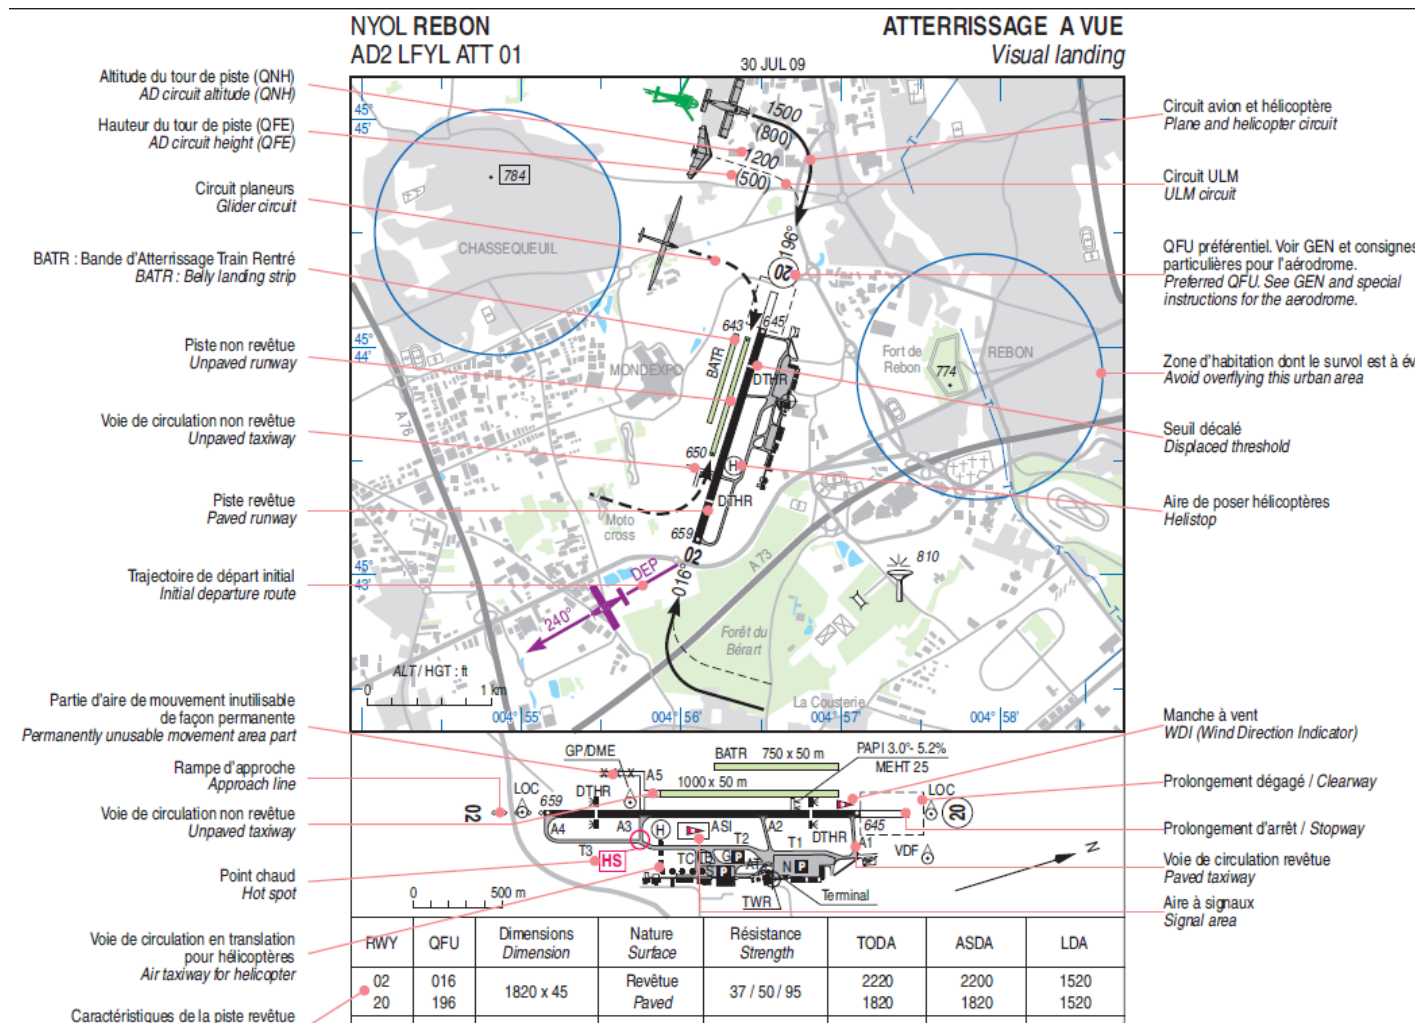 NYOL REBON
AD2 LFYL ATT 01
ATTERRISSAGE A VUE
Visual landing
30 JUL 09
Altitude du tour de piste (QNH)
AD circuit altitude (QNH)
Hauteur du tour de piste (QFE)
AD circuit height (QFE)
Circuit planeurs
Glider circuit
BATR : Bande d'Atterrissage Train Rentré
BATR : Belly landing strip
Piste non revêtue
Unpaved runway
Voie de circulation non revêtue
Unpaved taxiway
Piste revêtue
Paved runway
Trajectoire de départ initial
Initial departure route
Partie d'aire de mouvement inutilisable
de façon permanente
Permanently unusable movement area part
Rampe d'approche
Approach line
Voie de circulation non revêtue
Unpaved taxiway
Point chaud
Hot spot
Voie de circulation en translation
pour hélicoptères
Air taxiway for helicopter
Caractéristiques de la piste revêtue
45°
45'
784
CHASSEQUEUIL
1500
(800)
1200
(500)
T
196°
20
643
645
BATR
DTHR
45°
44'
MONDEXPO
Fort de
Rebon
774
REBON
A 76
650
H
DTHR
Moto
cross
659
02
016°
A 73
810
T
T
T
45°
43'
DEP
240°
Forêt du
Bérart
La Cousterie
ALT / HGT : ft
0
1 km
004° 55'
004° 56'
004° 57'
004° 58'
Circuit avion et hélicoptère
Plane and helicopter circuit
Circuit ULM
ULM circuit
QFU préférentiel. Voir GEN et consignes
particulières pour l'aérodrome.
Preferred QFU. See GEN and special
instructions for the aerodrome.
Zone d'habitation dont le survol est à év
Avoid overflying this urban area
Seuil décalé
Displaced threshold
Aire de poser hélicoptères
Helistop
Manche à vent
WDI (Wind Direction Indicator)
Prolongement dégagé / Clearway
Prolongement d'arrêt / Stopway
Voie de circulation revêtue
Paved taxiway
Aire à signaux
Signal area
GP/DME
BATR 750 x 50 m
PAPI 3.0°- 5.2%
MEHT 25
A5
1000 x 50 m
02
LOC
659
DTHR
LOC
20
A4
A3
H
ASI
A2
DTHR
645
A1
T3
HS
T2
T1
TC
B
G
P
S
P
AT
N
P
VDF
N
0
500 m
TWR
Terminal
RWY
QFU
Dimensions
Dimension
Nature
Surface
Résistance
Strength
TODA
ASDA
LDA
02
20
016
196
1820 x 45
Revêtue
Paved
37 / 50 / 95
2220
1820
2200
1820
1520
1520